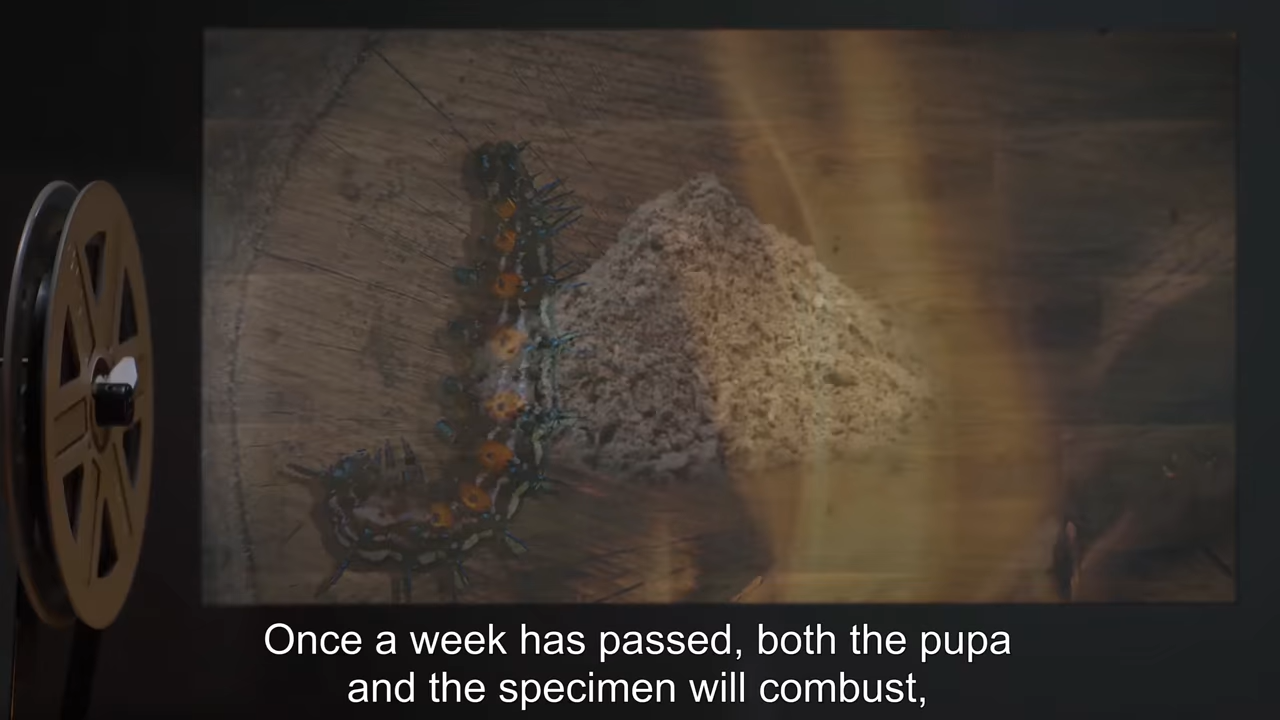 Once a week has passed, both the pupa
and the specimen will combust,